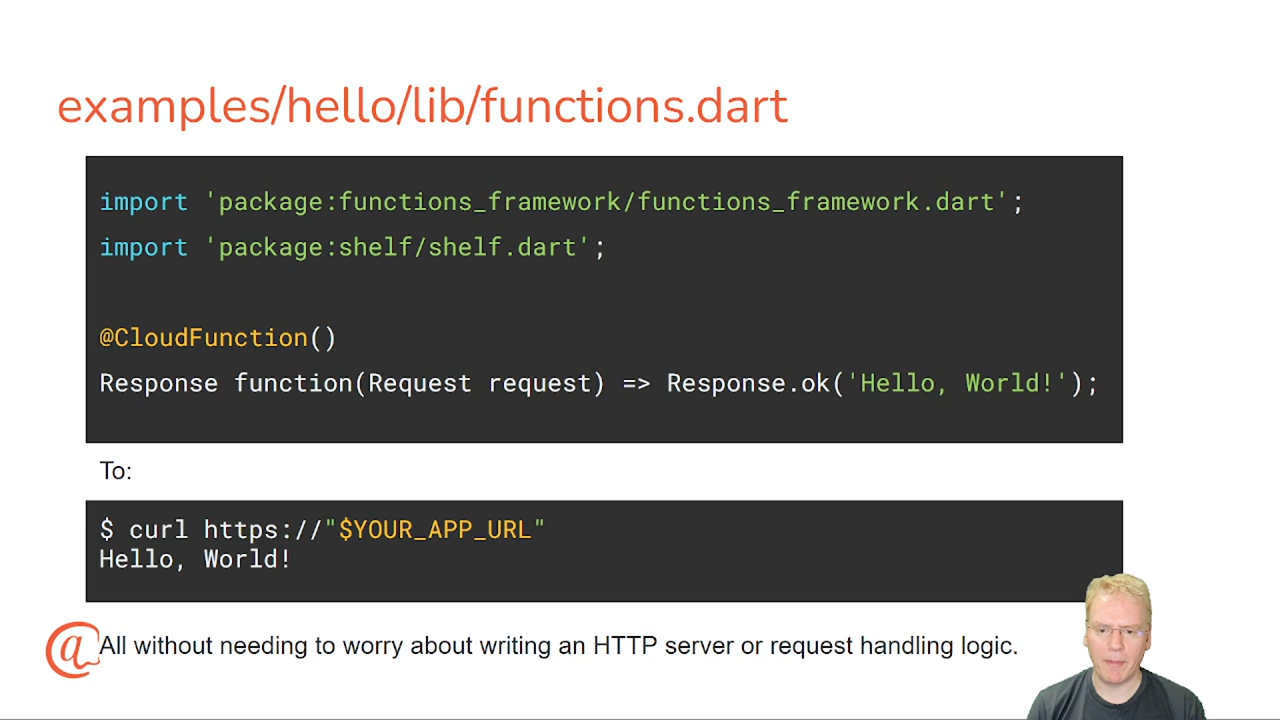 examples/hello/lib/functions.dart
import 'package:functions_framework/functions_framework.dart';
import 'package:shelf/shelf.dart';
@CloudFunction()
Response function(Request request) => Response.ok('Hello, World!');
To:
$ curl https://"$YOUR_APP_URL"
Hello, World!
@
All without needing to worry about writing an HTTP server or request handling logic.